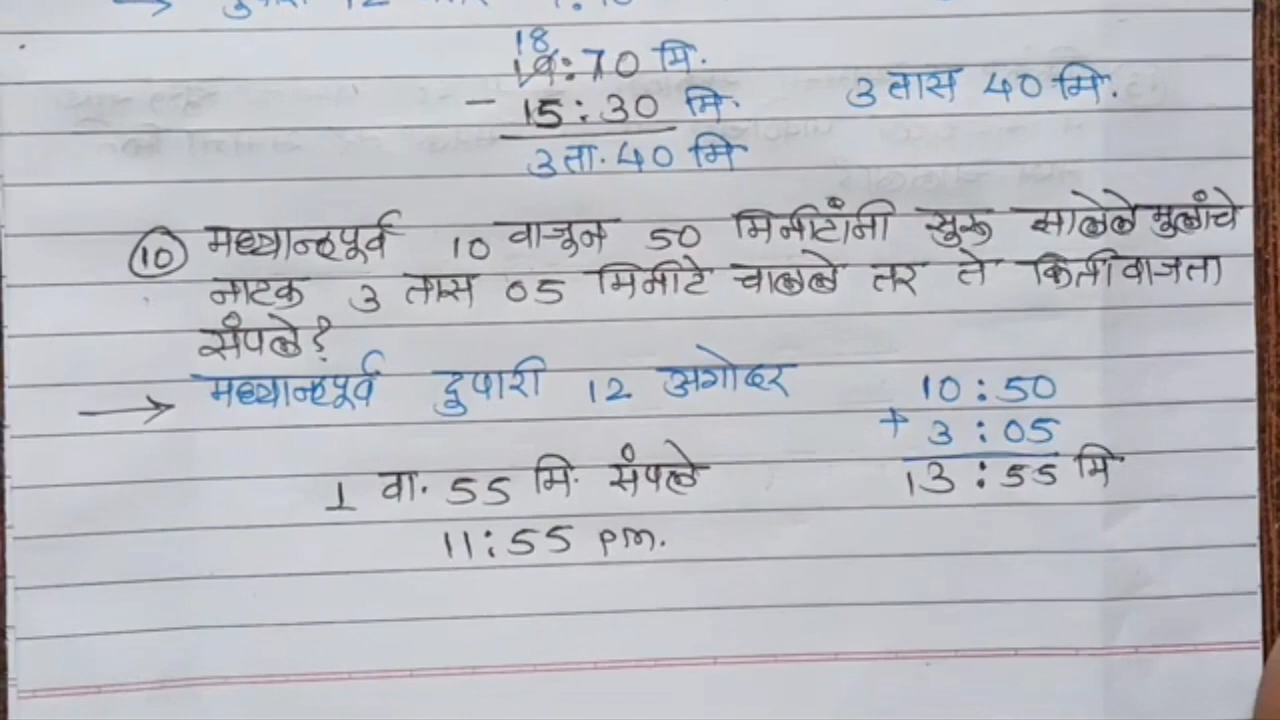 18
19:70 मि.
- 15:30 मि.
3 तास 40 मि.
3 ता. 40 मि
10 मध्यान्हपूर्व 10 वाजून 50 मिनीटांनी सुरू झालेले मुलांचे
नाटक 3 तास 05 मिनीटे चालले तर ते किती वाजता
संपले?
→ मध्यान्हपूर्व दुपारी 12 अगोदर
10:50
+ 3:05
13:55 मि
1 वा. 55 मि. संपले
11:55 pm.